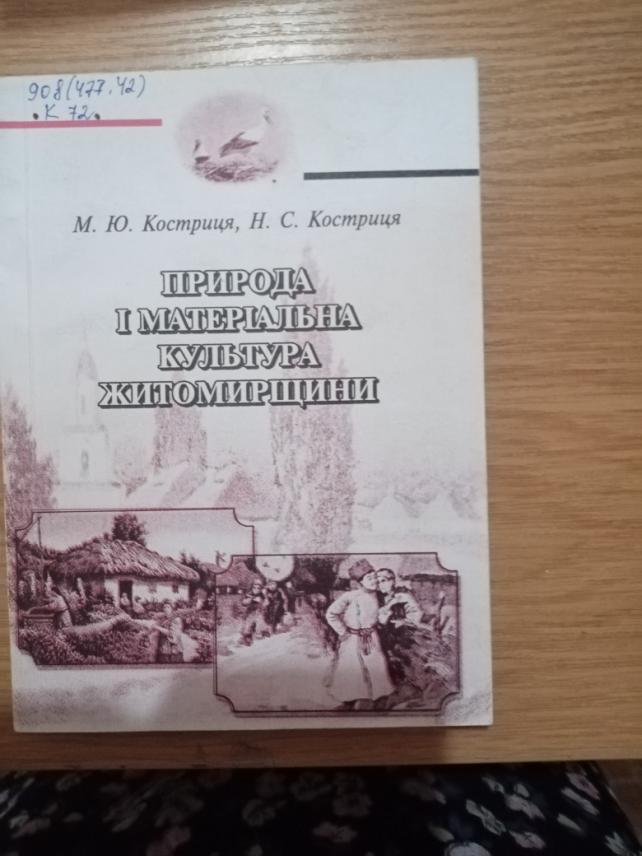 908(477.42)
К 72
М. Ю. Костриця, Н. С. Костриця
ПРИРОДА
І МАТЕРІАЛЬНА
КУЛЬТУРА
ЖИТОМИРЩИНИ